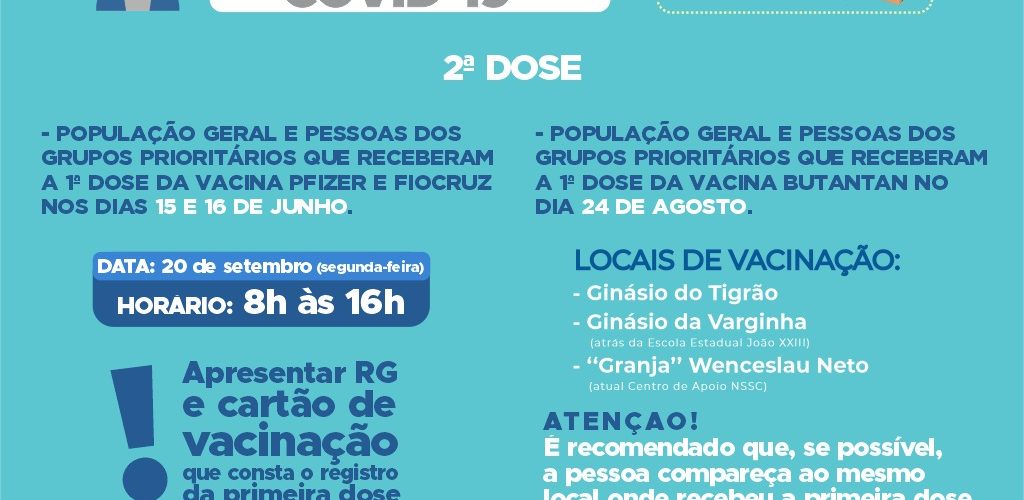 2ª DOSE
- POPULAÇÃO GERAL E PESSOAS DOS
GRUPOS PRIORITÁRIOS QUE RECEBERAM
A 1ª DOSE DA VACINA PFIZER E FIOCRUZ
NOS DIAS 15 E 16 DE JUNHO.
DATA: 20 de setembro (segunda-feira)
HORÁRIO: 8h às 16h
Apresentar RG
e cartão de
vacinação
que consta o registro
da primeira dose
- POPULAÇÃO GERAL E PESSOAS DOS
GRUPOS PRIORITÁRIOS QUE RECEBERAM
A 1ª DOSE DA VACINA BUTANTAN NO
DIA 24 DE AGOSTO.
LOCAIS DE VACINAÇÃO:
- Ginásio do Tigrão
- Ginásio da Varginha
(atrás da Escola Estadual João XXIII)
- “Granja” Wenceslau Neto
(atual Centro de Apoio NSSC)
ATENÇAO!
É recomendado que, se possível,
a pessoa compareça ao mesmo
local onde recebeu a primeira dose